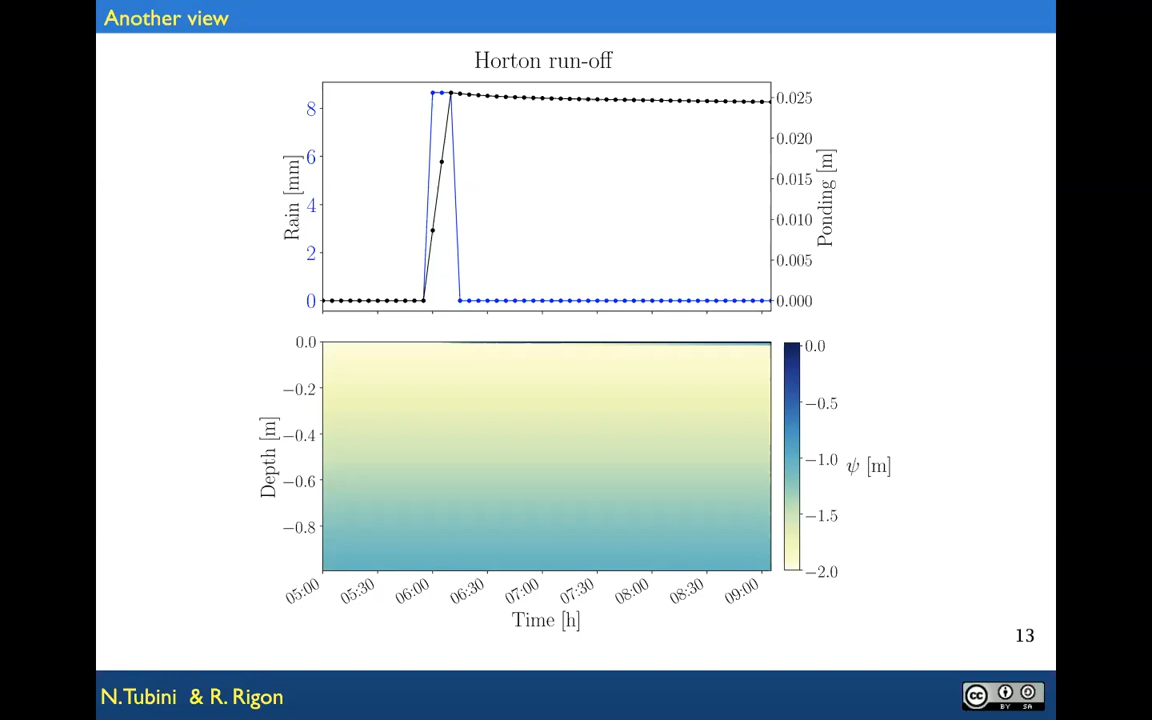 Another view
Horton run-off
8
6
4
2
0
Rain [mm]
0.025
0.020
0.015
0.010
0.005
0.000
Ponding [m]
0.0
−0.2
−0.4
−0.6
−0.8
Depth [m]
0.0
−0.5
−1.0
−1.5
−2.0
ψ [m]
05:00 05:30 06:00 06:30 07:00 07:30 08:00 08:30 09:00
Time [h]
13
N.Tubini & R. Rigon
cc BY SA